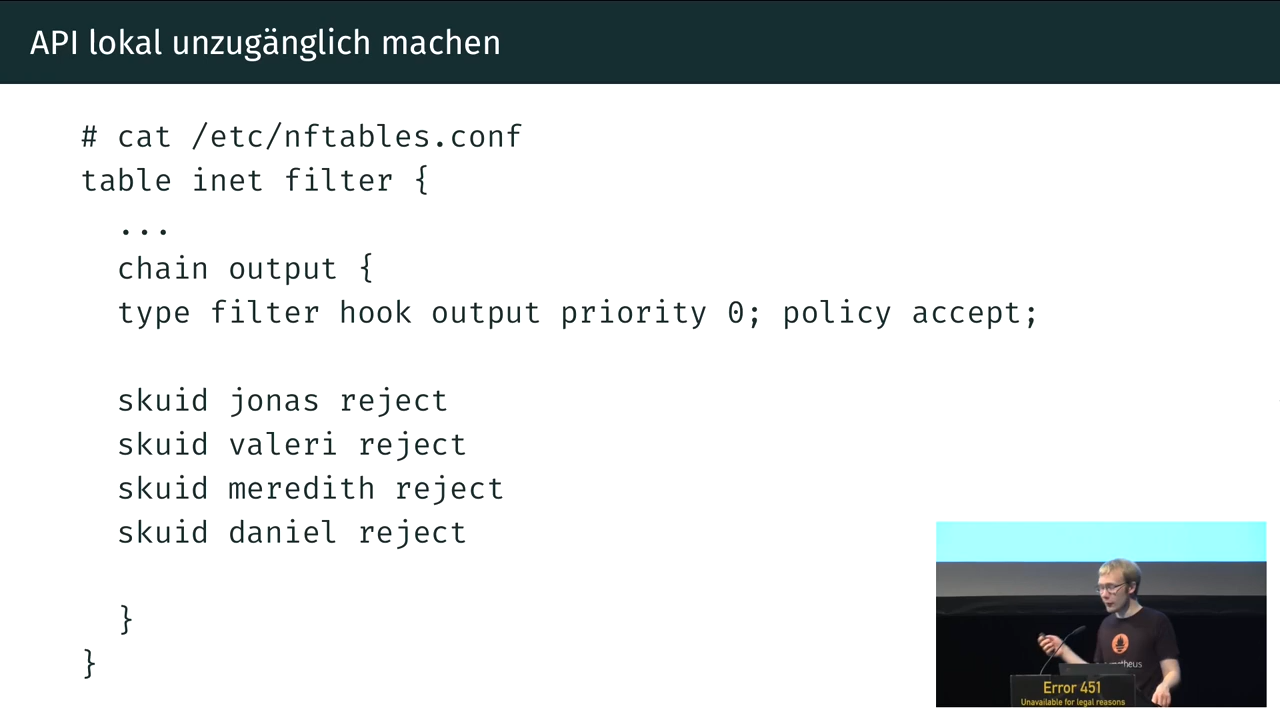 API lokal unzugänglich machen
# cat /etc/nftables.conf
table inet filter {
...
chain output {
type filter hook output priority 0; policy accept;
skuid jonas reject
skuid valeri reject
skuid meredith reject
skuid daniel reject
}
}
Error 451
Unavailable for legal reasons